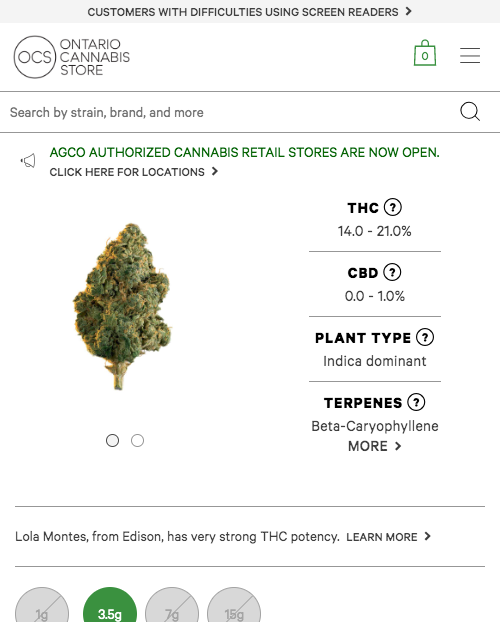 CUSTOMERS WITH DIFFICULTIES USING SCREEN READERS
OCS
ONTARIO
CANNABIS
STORE
0
Search by strain, brand, and more
AGCO AUTHORIZED CANNABIS RETAIL STORES ARE NOW OPEN.
CLICK HERE FOR LOCATIONS
THC ?
14.0 - 21.0%
CBD ?
0.0 - 1.0%
PLANT TYPE ?
Indica dominant
TERPENES ?
Beta-Caryophyllene
MORE
Lola Montes, from Edison, has very strong THC potency. LEARN MORE
1g 3.5g 7g 15g